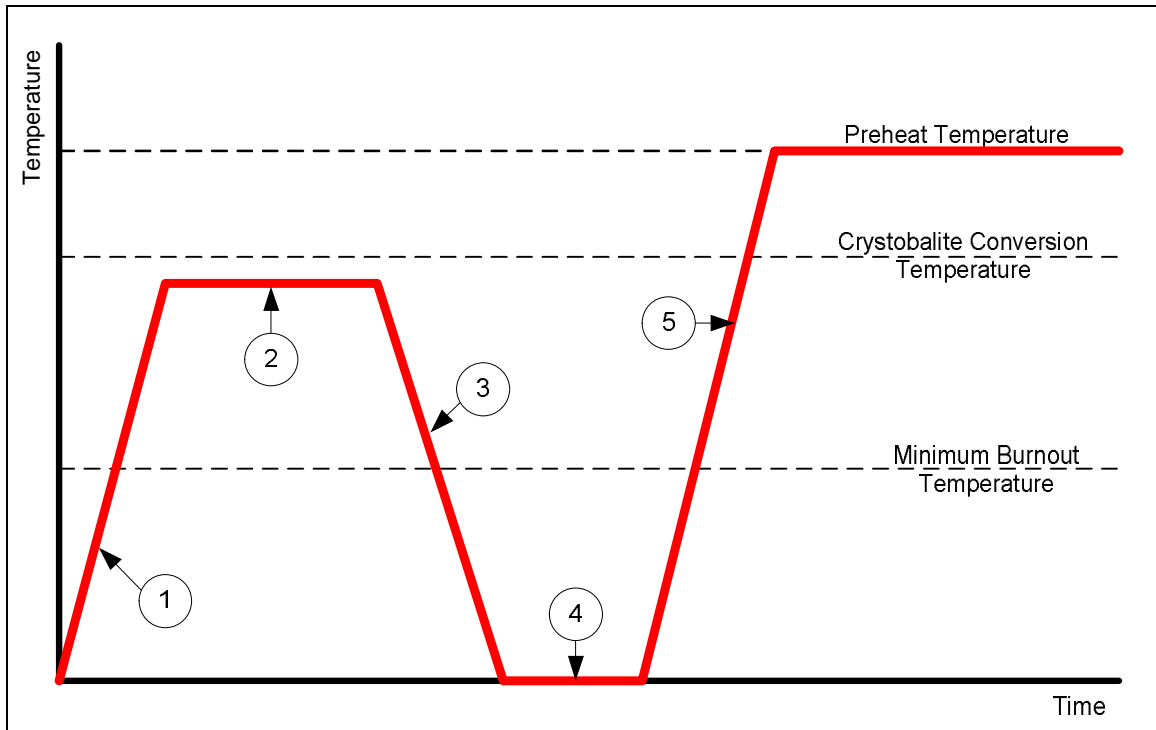 Temperature
Preheat Temperature
Crystobalite Conversion
Temperature
5
2
3
Minimum Burnout
Temperature
1
4
Time